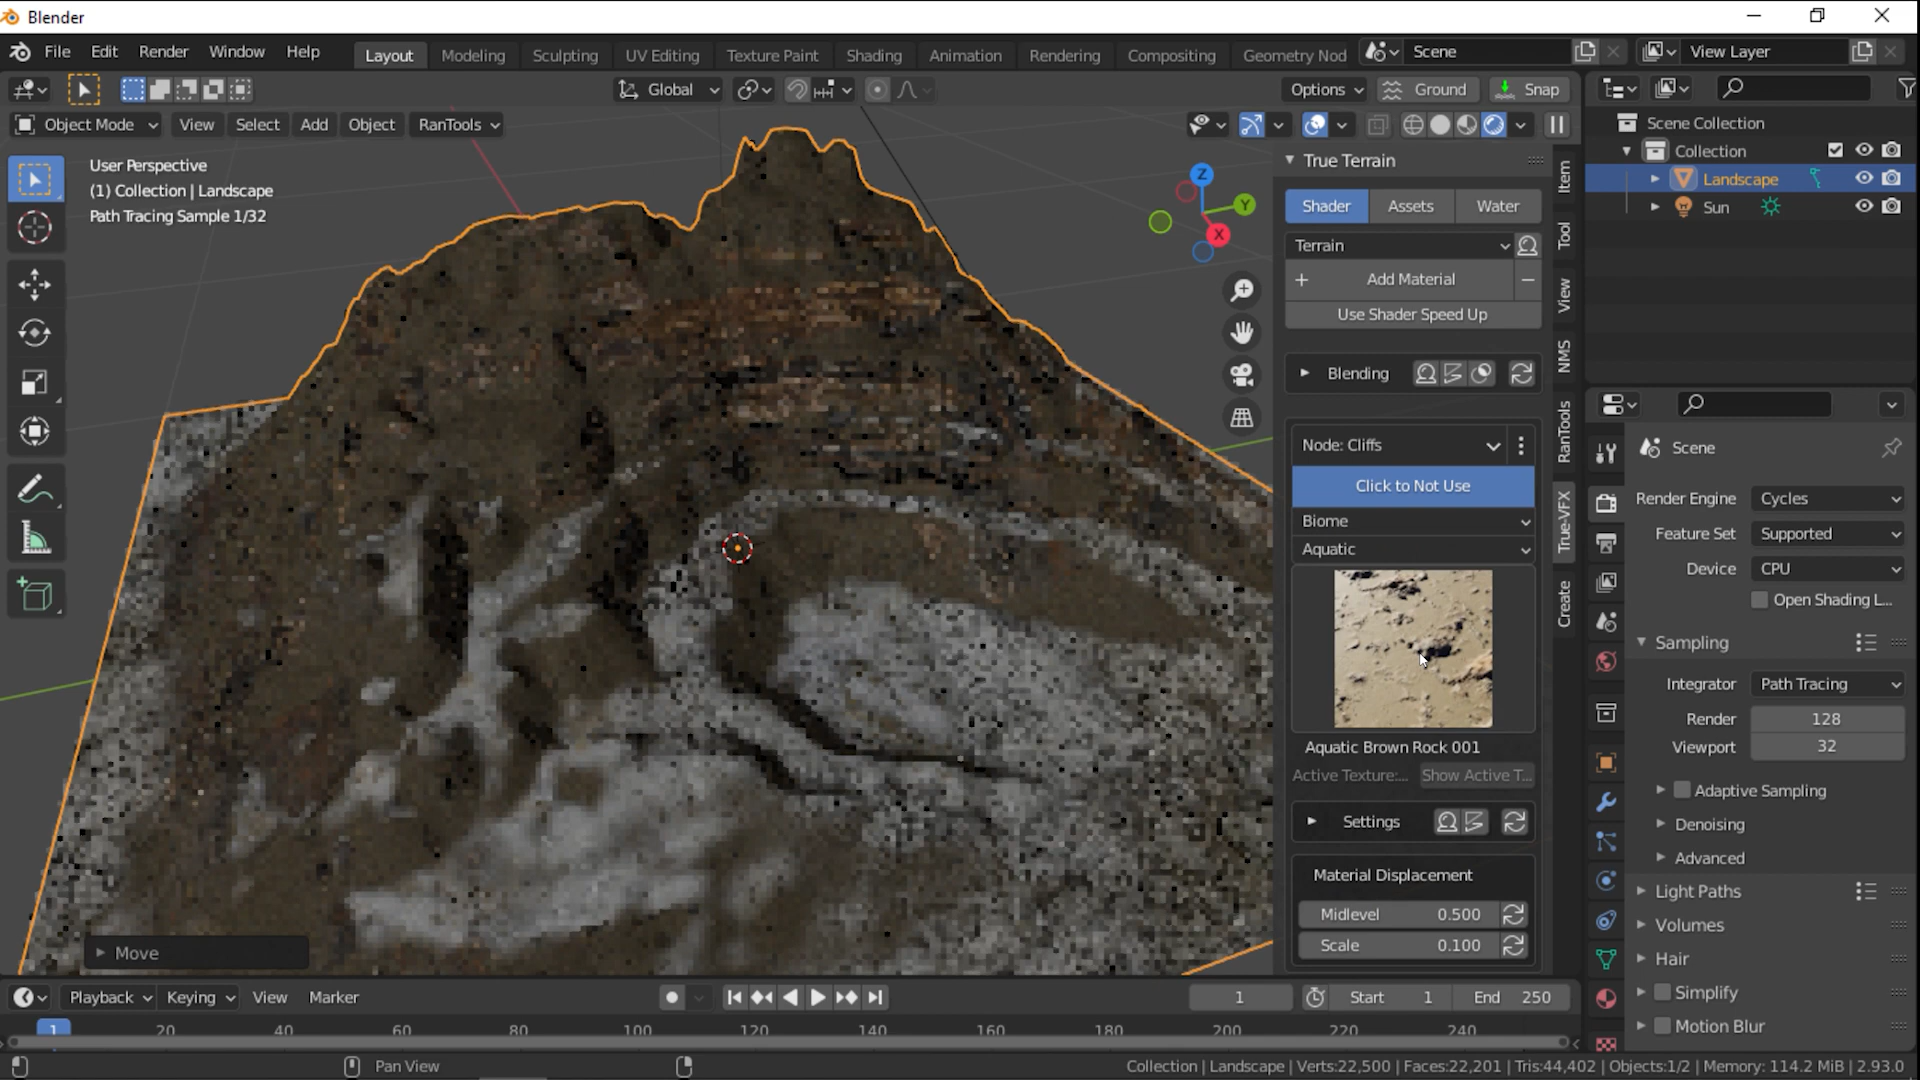 Blender
File Edit Render Window Help Layout Modeling Sculpting UV Editing Texture Paint Shading Animation Rendering Compositing Geometry Nod Scene View Layer
Global Options Ground Snap
Object Mode View Select Add Object RanTools
User Perspective
(1) Collection | Landscape
Path Tracing Sample 1/32
Z
Y
X
True Terrain
Shader Assets Water
Terrain
+ Add Material −
Use Shader Speed Up
Blending
Node: Cliffs
Click to Not Use
Biome
Aquatic
Aquatic Brown Rock 001
Active Texture:... Show Active T...
Settings
Material Displacement
Midlevel 0.500
Scale 0.100
Item
Tool
View
NMS
RanTools
True-VFX
Create
Scene Collection
Collection
Landscape
Sun
Scene
Render Engine Cycles
Feature Set Supported
Device CPU
Open Shading L...
Sampling
Integrator Path Tracing
Render 128
Viewport 32
Adaptive Sampling
Denoising
Advanced
Light Paths
Volumes
Hair
Simplify
Motion Blur
Move
Playback Keying View Marker 1 Start 1 End 250
1 20 40 60 80 100 120 140 160 180 200 220 240
Pan View Collection | Landscape | Verts:22,500 | Faces:22,201 | Tris:44,402 | Objects:1/2 | Memory: 114.2 MiB | 2.93.0